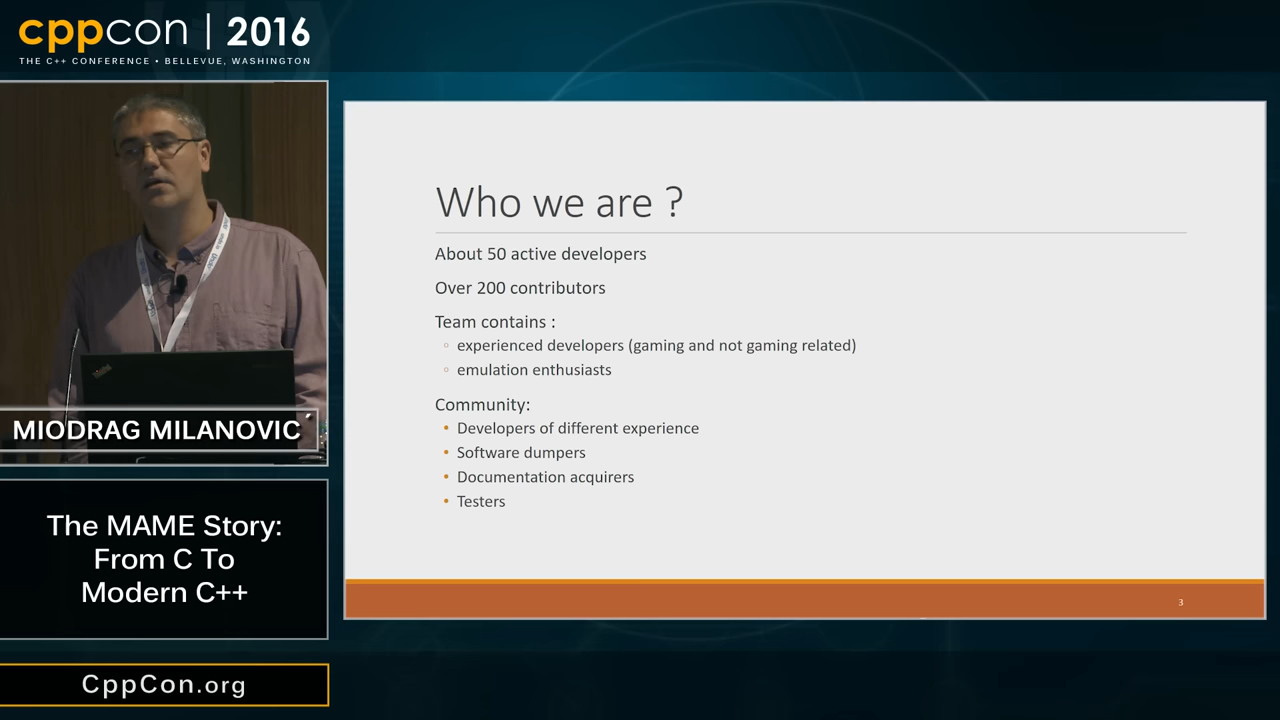 cppcon | 2016
THE C++ CONFERENCE • BELLEVUE, WASHINGTON
MIODRAG MILANOVIC´
The MAME Story:
From C To
Modern C++
CppCon.org
Who we are ?
About 50 active developers
Over 200 contributors
Team contains :
◦ experienced developers (gaming and not gaming related)
◦ emulation enthusiasts
Community:
• Developers of different experience
• Software dumpers
• Documentation acquirers
• Testers
3